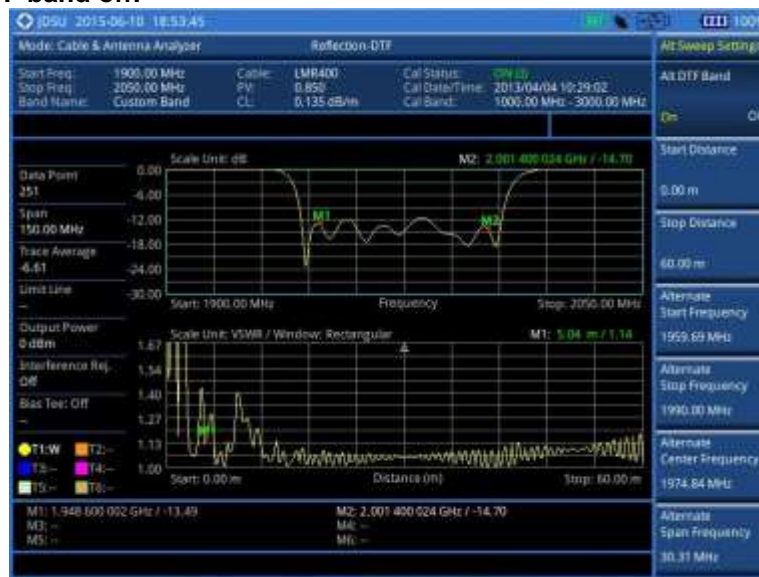 JDSU 2015-06-10 18:53:45
Mode: Cable & Antenna Analyzer Reflection-DTF
Alt Sweep Settings
Start Freq: 1900.00 MHz Cable: LMR400 Cal Status: ON
Stop Freq: 2050.00 MHz PV: 0.850 Cal Date/Time: 2013/04/04 10:29:02
Band Name: Custom Band CL: 0.135 dB/m Cal Band: 1000.00 MHz - 3000.00 MHz
Alt DTF Band
On
Scale Unit: dB M2: 2.001 400 024 GHz / -14.70
Data Point
251
Span
150.00 MHz
Trace Average
-6.61
Limit Line
--
Output Power
0 dBm
Interference Rej.
Off
Bias Tee: Off
--
T1:W T2:--
T3:-- T4:--
T5:-- T6:--
0.00
-6.00
-12.00
-18.00
-24.00
-30.00
M1
M2
Start: 1900.00 MHz Frequency Stop: 2050.00 MHz
Scale Unit: VSWR / Window: Rectangular M1: 5.04 m / 1.14
1.67
1.54
1.40
1.27
1.13
1.00
M1
Start: 0.00 m Distance (m) Stop: 60.00 m
M1: 1.948 600 002 GHz / -13.49 M2: 2.001 400 024 GHz / -14.70
M3: -- M4: --
M5: -- M6: --
Start Distance
0.00 m
Stop Distance
60.00 m
Alternate
Start Frequency
1959.69 MHz
Alternate
Stop Frequency
1990.00 MHz
Alternate
Center Frequency
1974.84 MHz
Alternate
Span Frequency
30.31 MHz